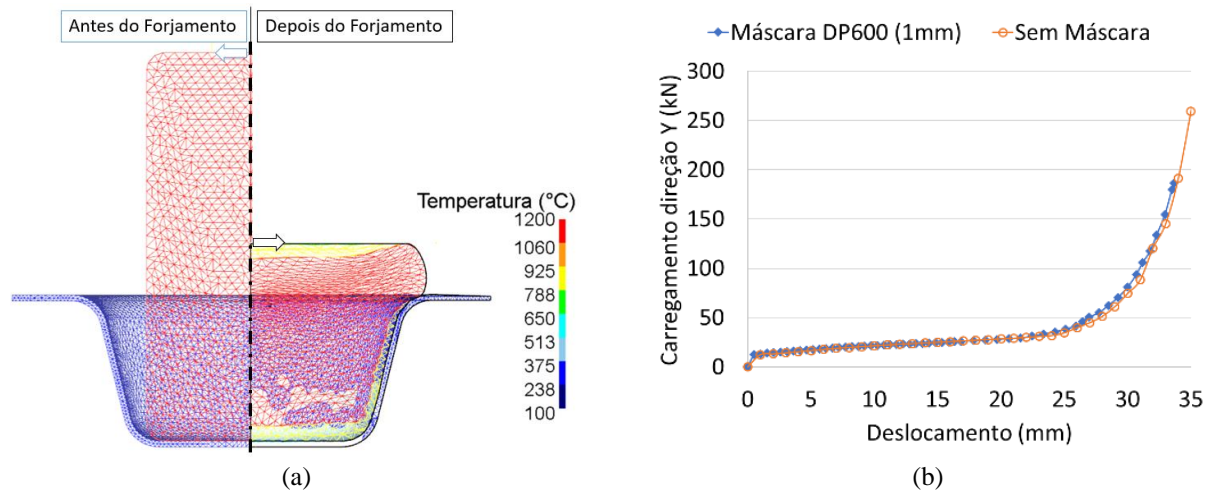 Antes do Forjamento
Depois do Forjamento
Temperatura (°C)
1200
1060
925
788
650
513
375
238
100
(a)
Máscara DP600 (1mm)
Sem Máscara
Carregamento direção Y (kN)
300
250
200
150
100
50
0
0 5 10 15 20 25 30 35
Deslocamento (mm)
(b)